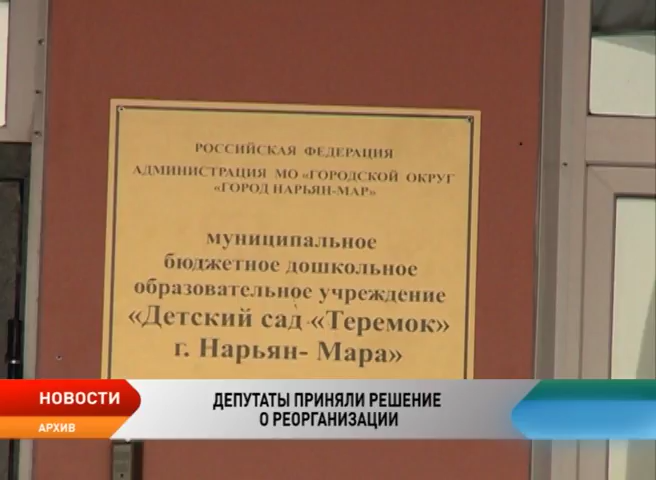 РОССИЙСКАЯ ФЕДЕРАЦИЯ
АДМИНИСТРАЦИЯ МО «ГОРОДСКОЙ ОКРУГ
«ГОРОД НАРЬЯН-МАР»
муниципальное
бюджетное дошкольное
образовательное учреждение
«Детский сад «Теремок»
г. Нарьян- Мара»
НОВОСТИ
АРХИВ
ДЕПУТАТЫ ПРИНЯЛИ РЕШЕНИЕ
О РЕОРГАНИЗАЦИИ